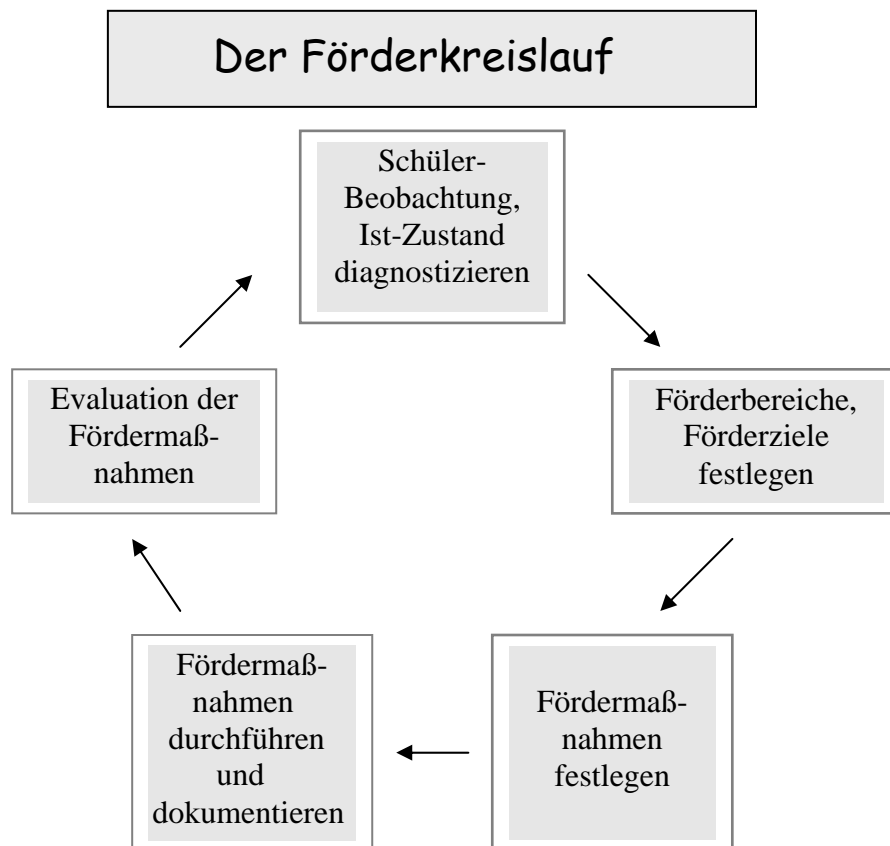 Der Förderkreislauf
Schüler-
Beobachtung,
Ist-Zustand
diagnostizieren
Förderbereiche,
Förderziele
festlegen
Fördermaß-
nahmen
festlegen
Fördermaß-
nahmen
durchführen
und
dokumentieren
Evaluation der
Fördermaß-
nahmen